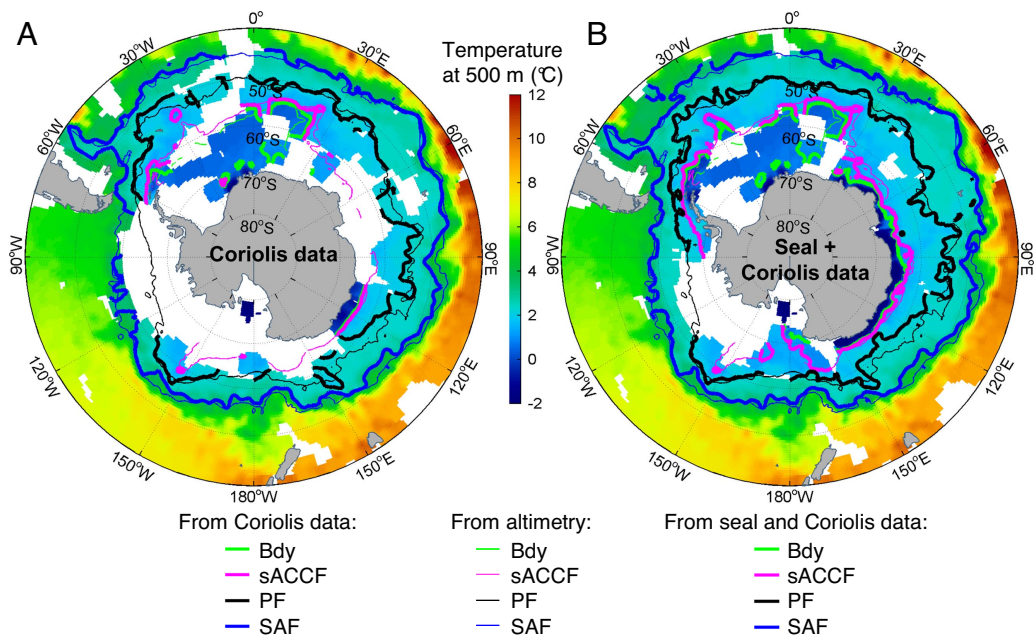 A
B
0°
30°E
60°E
90°E
120°E
150°E
180°W
150°W
120°W
90°W
60°W
30°W
50°S
60°S
70°S
80°S
Coriolis data
Temperature
at 500 m (°C)
12
10
8
6
4
2
0
-2
0°
30°E
60°E
90°E
120°E
150°E
180°W
150°W
120°W
90°W
60°W
30°W
50°S
60°S
70°S
80°S
Seal +
Coriolis data
From Coriolis data:
Bdy
sACCF
PF
SAF
From altimetry:
Bdy
sACCF
PF
SAF
From seal and Coriolis data:
Bdy
sACCF
PF
SAF